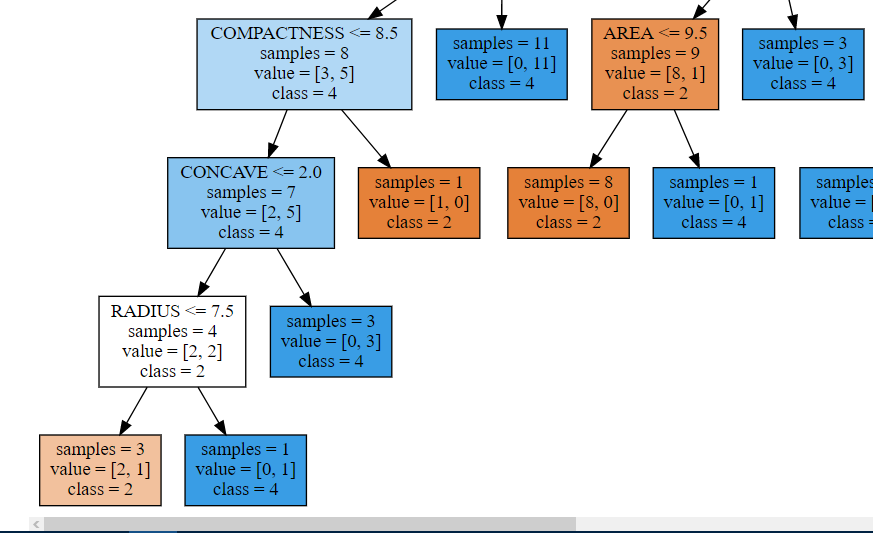 COMPACTNESS <= 8.5
samples = 8
value = [3, 5]
class = 4
samples = 11
value = [0, 11]
class = 4
AREA <= 9.5
samples = 9
value = [8, 1]
class = 2
samples = 3
value = [0, 3]
class = 4
CONCAVE <= 2.0
samples = 7
value = [2, 5]
class = 4
samples = 1
value = [1, 0]
class = 2
samples = 8
value = [8, 0]
class = 2
samples = 1
value = [0, 1]
class = 4
samples
value = [
class =
RADIUS <= 7.5
samples = 4
value = [2, 2]
class = 2
samples = 3
value = [0, 3]
class = 4
samples = 3
value = [2, 1]
class = 2
samples = 1
value = [0, 1]
class = 4